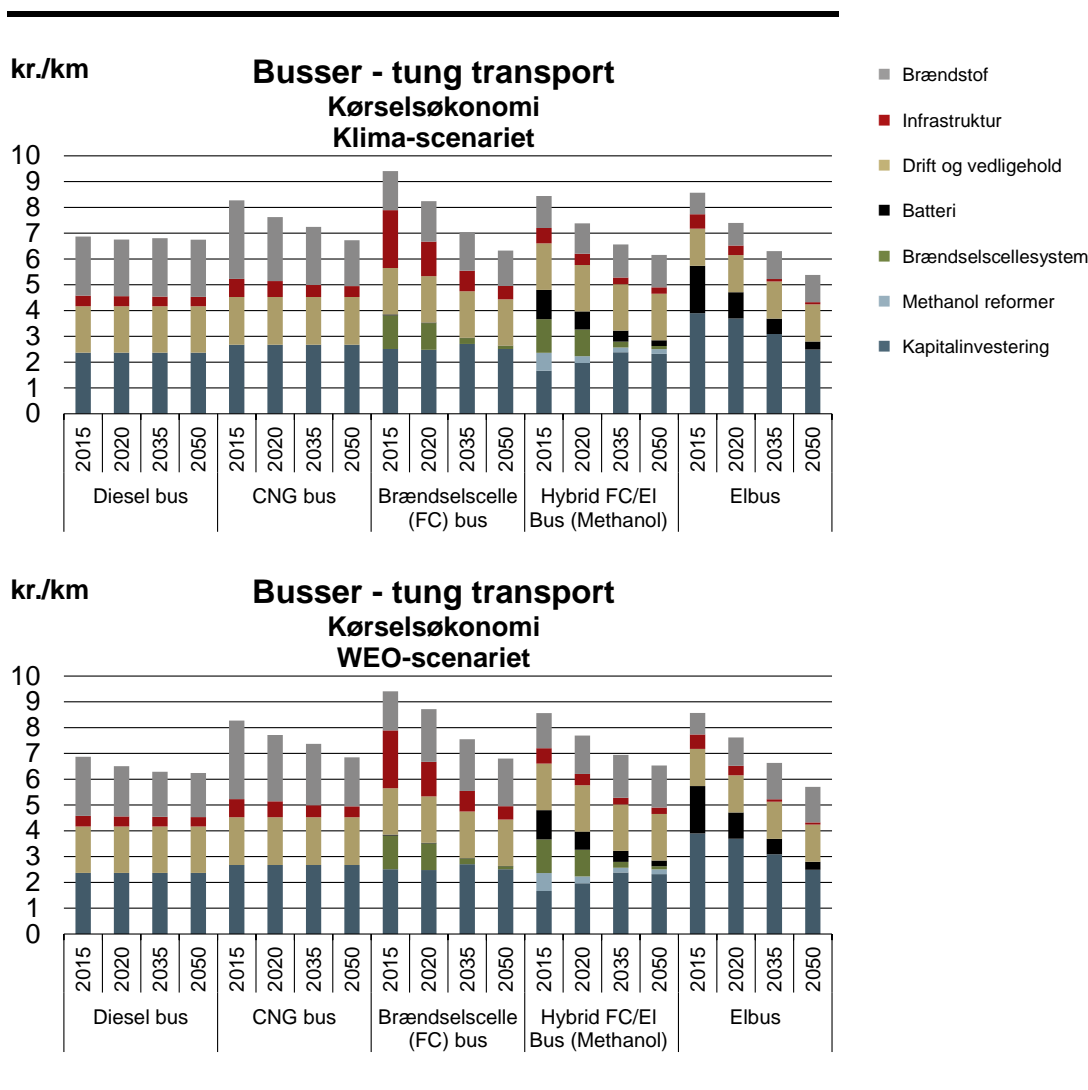 kr./km
Busser - tung transport
Kørselsøkonomi
Klima-scenariet
10
9
8
7
6
5
4
3
2
1
0
2015 2020 2035 2050 2015 2020 2035 2050 2015 2020 2035 2050 2015 2020 2035 2050 2015 2020 2035 2050
Diesel bus CNG bus Brændselscelle Hybrid FC/El Elbus
(FC) bus Bus (Methanol)
Brændstof
Infrastruktur
Drift og vedligehold
Batteri
Brændselscellesystem
Methanol reformer
Kapitalinvestering
kr./km
Busser - tung transport
Kørselsøkonomi
WEO-scenariet
10
9
8
7
6
5
4
3
2
1
0
2015 2020 2035 2050 2015 2020 2035 2050 2015 2020 2035 2050 2015 2020 2035 2050 2015 2020 2035 2050
Diesel bus CNG bus Brændselscelle Hybrid FC/El Elbus
(FC) bus Bus (Methanol)